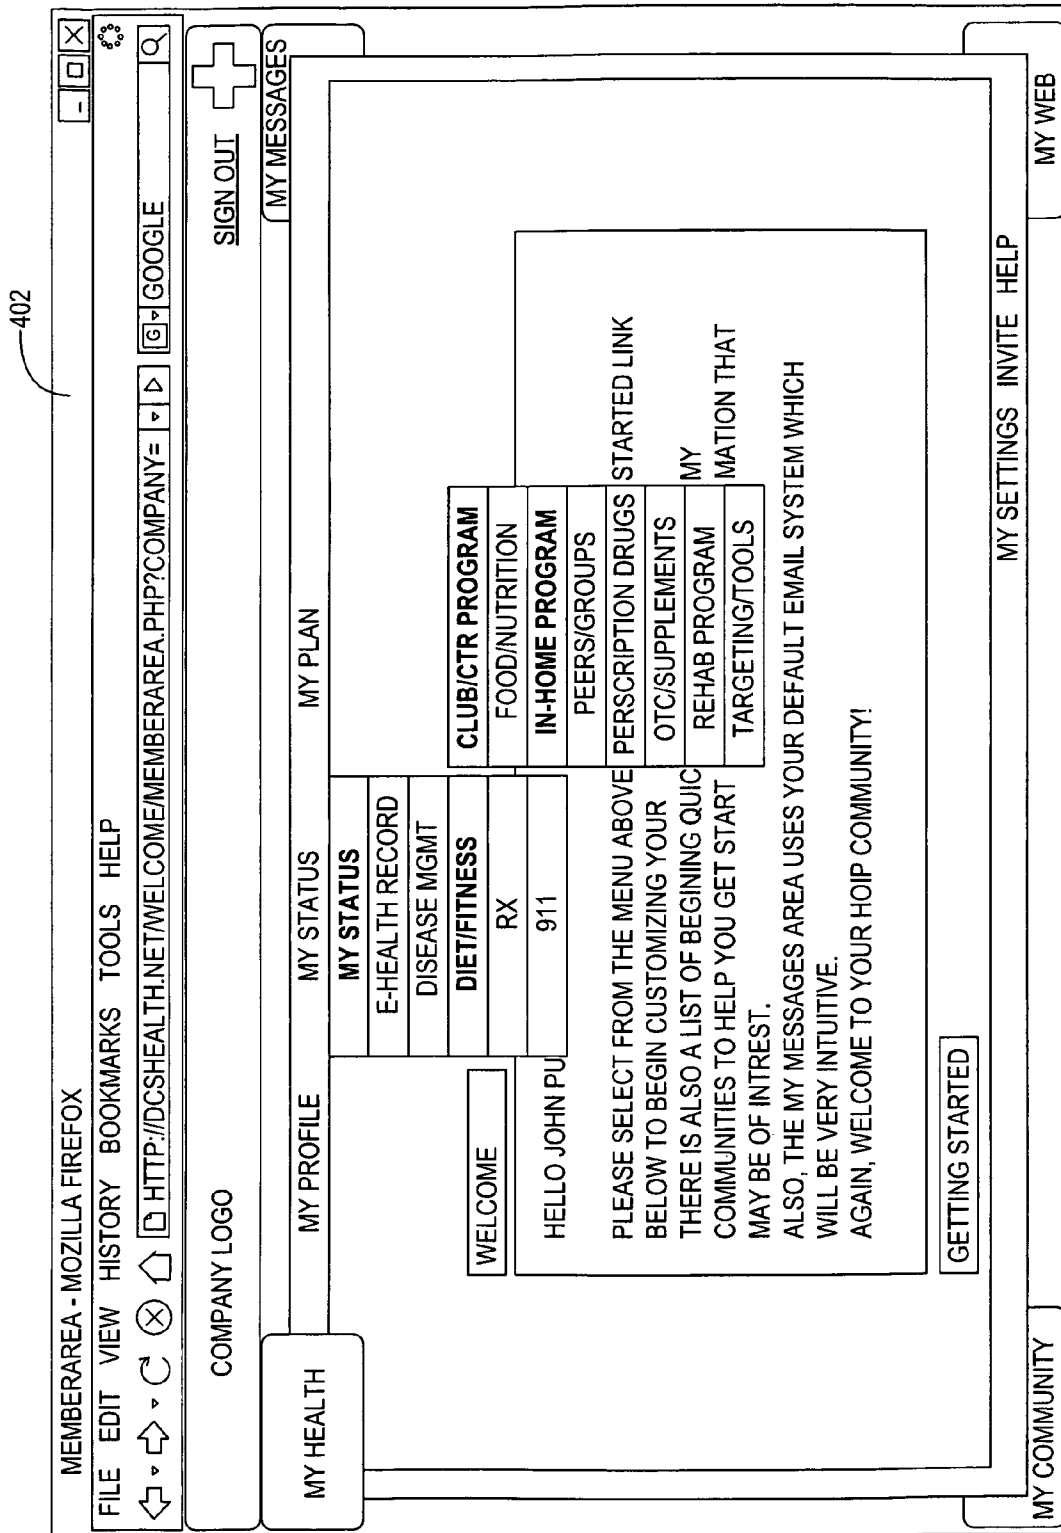 402
MEMBERAREA - MOZILLA FIREFOX
FILE EDIT VIEW HISTORY BOOKMARKS TOOLS HELP
HTTP://DCSHEALTH.NET/WELCOME/MEMBERAREA.PHP?COMPANY=
G GOOGLE
COMPANY LOGO
SIGN OUT
MY HEALTH
MY MESSAGES
MY PROFILE MY STATUS MY PLAN
MY STATUS
E-HEALTH RECORD
DISEASE MGMT
DIET/FITNESS
RX
911
CLUB/CTR PROGRAM
FOOD/NUTRITION
IN-HOME PROGRAM
PEERS/GROUPS
PERSCRIPTION DRUGS
OTC/SUPPLEMENTS
REHAB PROGRAM
TARGETING/TOOLS
WELCOME
HELLO JOHN PU
PLEASE SELECT FROM THE MENU ABOVE STARTED LINK
BELOW TO BEGIN CUSTOMIZING YOUR
THERE IS ALSO A LIST OF BEGINING QUIC MY
COMMUNITIES TO HELP YOU GET START MATION THAT
MAY BE OF INTREST.
ALSO, THE MY MESSAGES AREA USES YOUR DEFAULT EMAIL SYSTEM WHICH
WILL BE VERY INTUITIVE.
AGAIN, WELCOME TO YOUR HOIP COMMUNITY!
GETTING STARTED
MY SETTINGS INVITE HELP
MY COMMUNITY
MY WEB